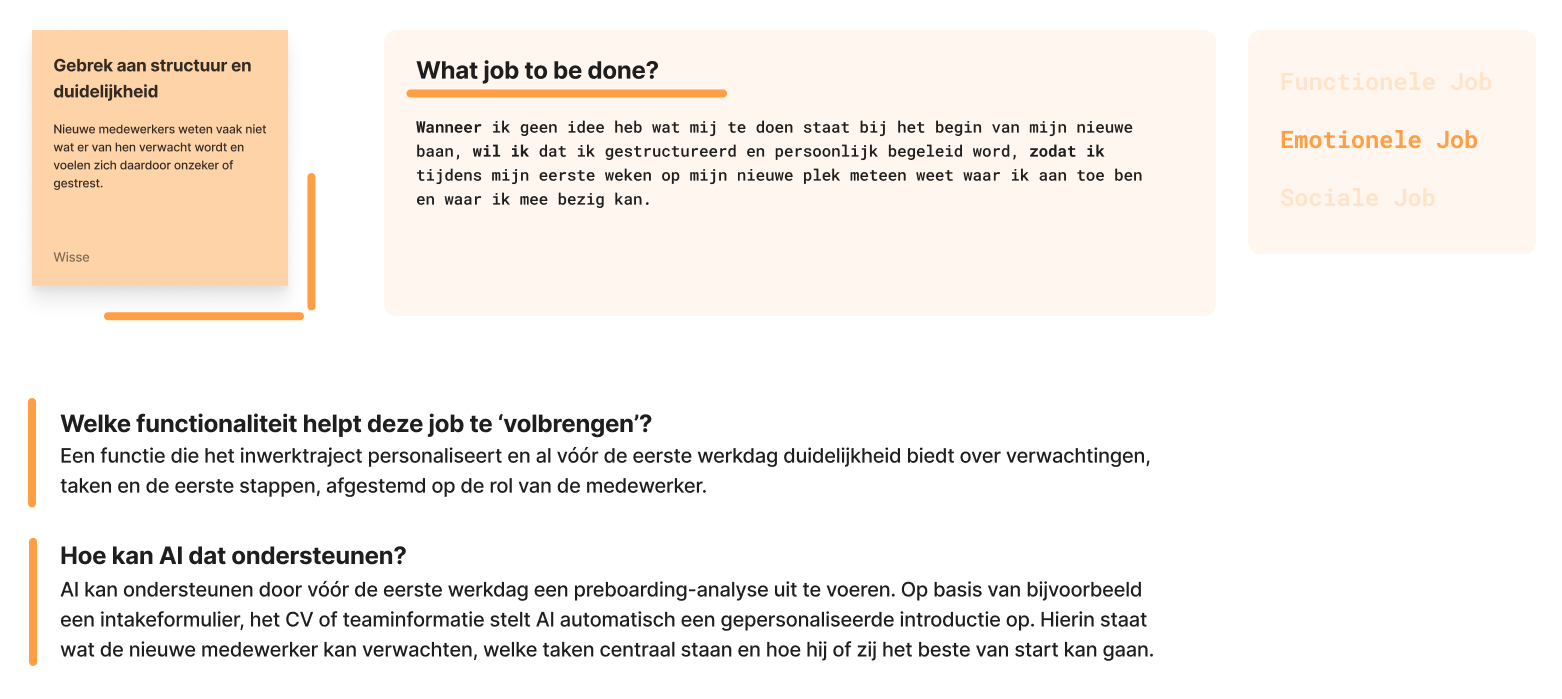 Gebrek aan structuur en
duidelijkheid
Nieuwe medewerkers weten vaak niet
wat er van hen verwacht wordt en
voelen zich daardoor onzeker of
gestrest.
Wisse
What job to be done?
Wanneer ik geen idee heb wat mij te doen staat bij het begin van mijn nieuwe
baan, wil ik dat ik gestructureerd en persoonlijk begeleid word, zodat ik
tijdens mijn eerste weken op mijn nieuwe plek meteen weet waar ik aan toe ben
en waar ik mee bezig kan.
Functionele Job
Emotionele Job
Sociale Job
Welke functionaliteit helpt deze job te ‘volbrengen’?
Een functie die het inwerktraject personaliseert en al vóór de eerste werkdag duidelijkheid biedt over verwachtingen,
taken en de eerste stappen, afgestemd op de rol van de medewerker.
Hoe kan AI dat ondersteunen?
AI kan ondersteunen door vóór de eerste werkdag een preboarding-analyse uit te voeren. Op basis van bijvoorbeeld
een intakeformulier, het CV of teaminformatie stelt AI automatisch een gepersonaliseerde introductie op. Hierin staat
wat de nieuwe medewerker kan verwachten, welke taken centraal staan en hoe hij of zij het beste van start kan gaan.